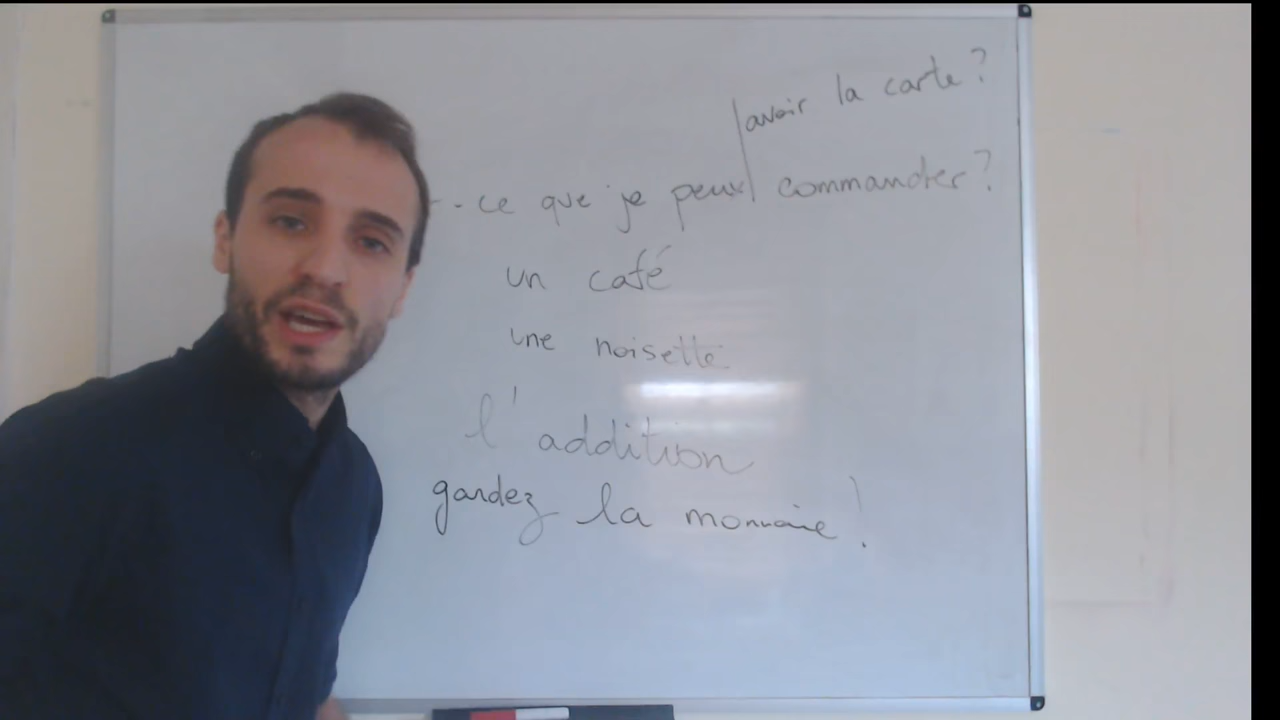 avoir la carte?
-ce que je peux commander?
un café
une noisette
l'addition
gardez la monnaie!